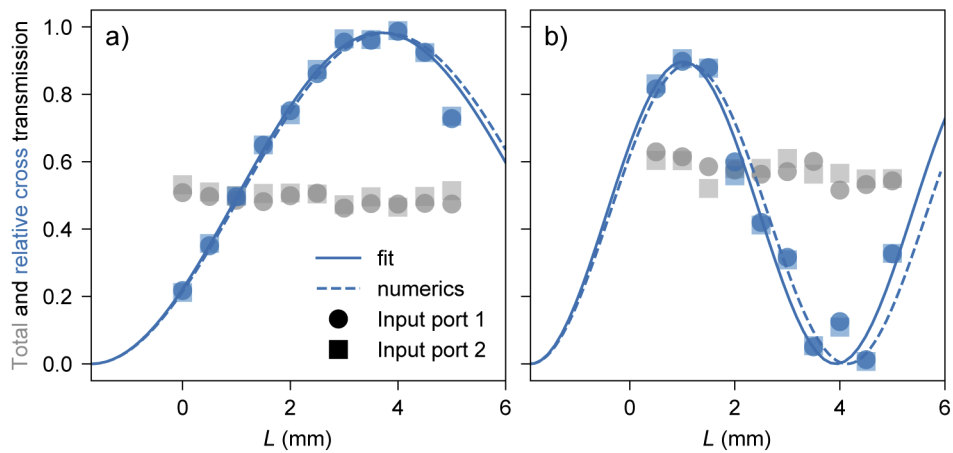 Total and relative cross transmission
1.0
0.8
0.6
0.4
0.2
0.0
a)
fit
numerics
Input port 1
Input port 2
0 2 4 6
L (mm)
b)
0 2 4 6
L (mm)